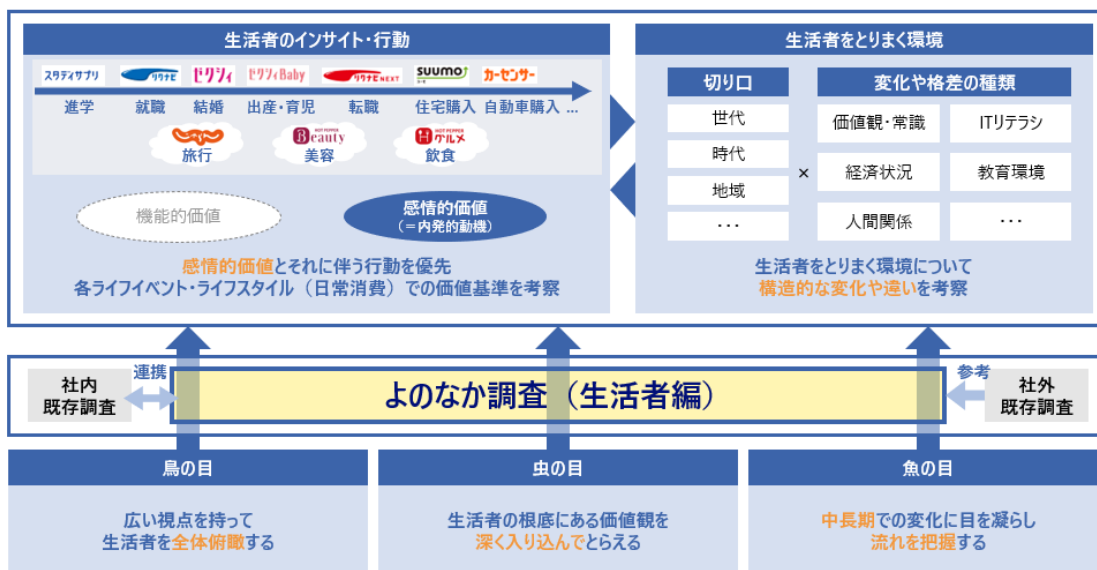 生活者のインサイト・行動
スタディサプリ
リクナビ
ゼクシィ
ゼクシィBaby
リクナビNEXT
SUUMO
カーセンサー
進学
就職
結婚
出産・育児
転職
住宅購入
自動車購入 ...
旅行
HOT PEPPER
Beauty
美容
HOT PEPPER
グルメ
飲食
機能的価値
感情的価値
(=内発的動機)
感情的価値とそれに伴う行動を優先
各ライフイベント・ライフスタイル（日常消費）での価値基準を考察
生活者をとりまく環境
切り口
世代
時代
地域
・・・
×
変化や格差の種類
価値観・常識
ITリテラシ
経済状況
教育環境
人間関係
・・・
生活者をとりまく環境について
構造的な変化や違いを考察
社内
既存調査
連携
よのなか調査（生活者編）
参考
社外
既存調査
鳥の目
広い視点を持って
生活者を全体俯瞰する
虫の目
生活者の根底にある価値観を
深く入り込んでとらえる
魚の目
中長期での変化に目を凝らし
流れを把握する